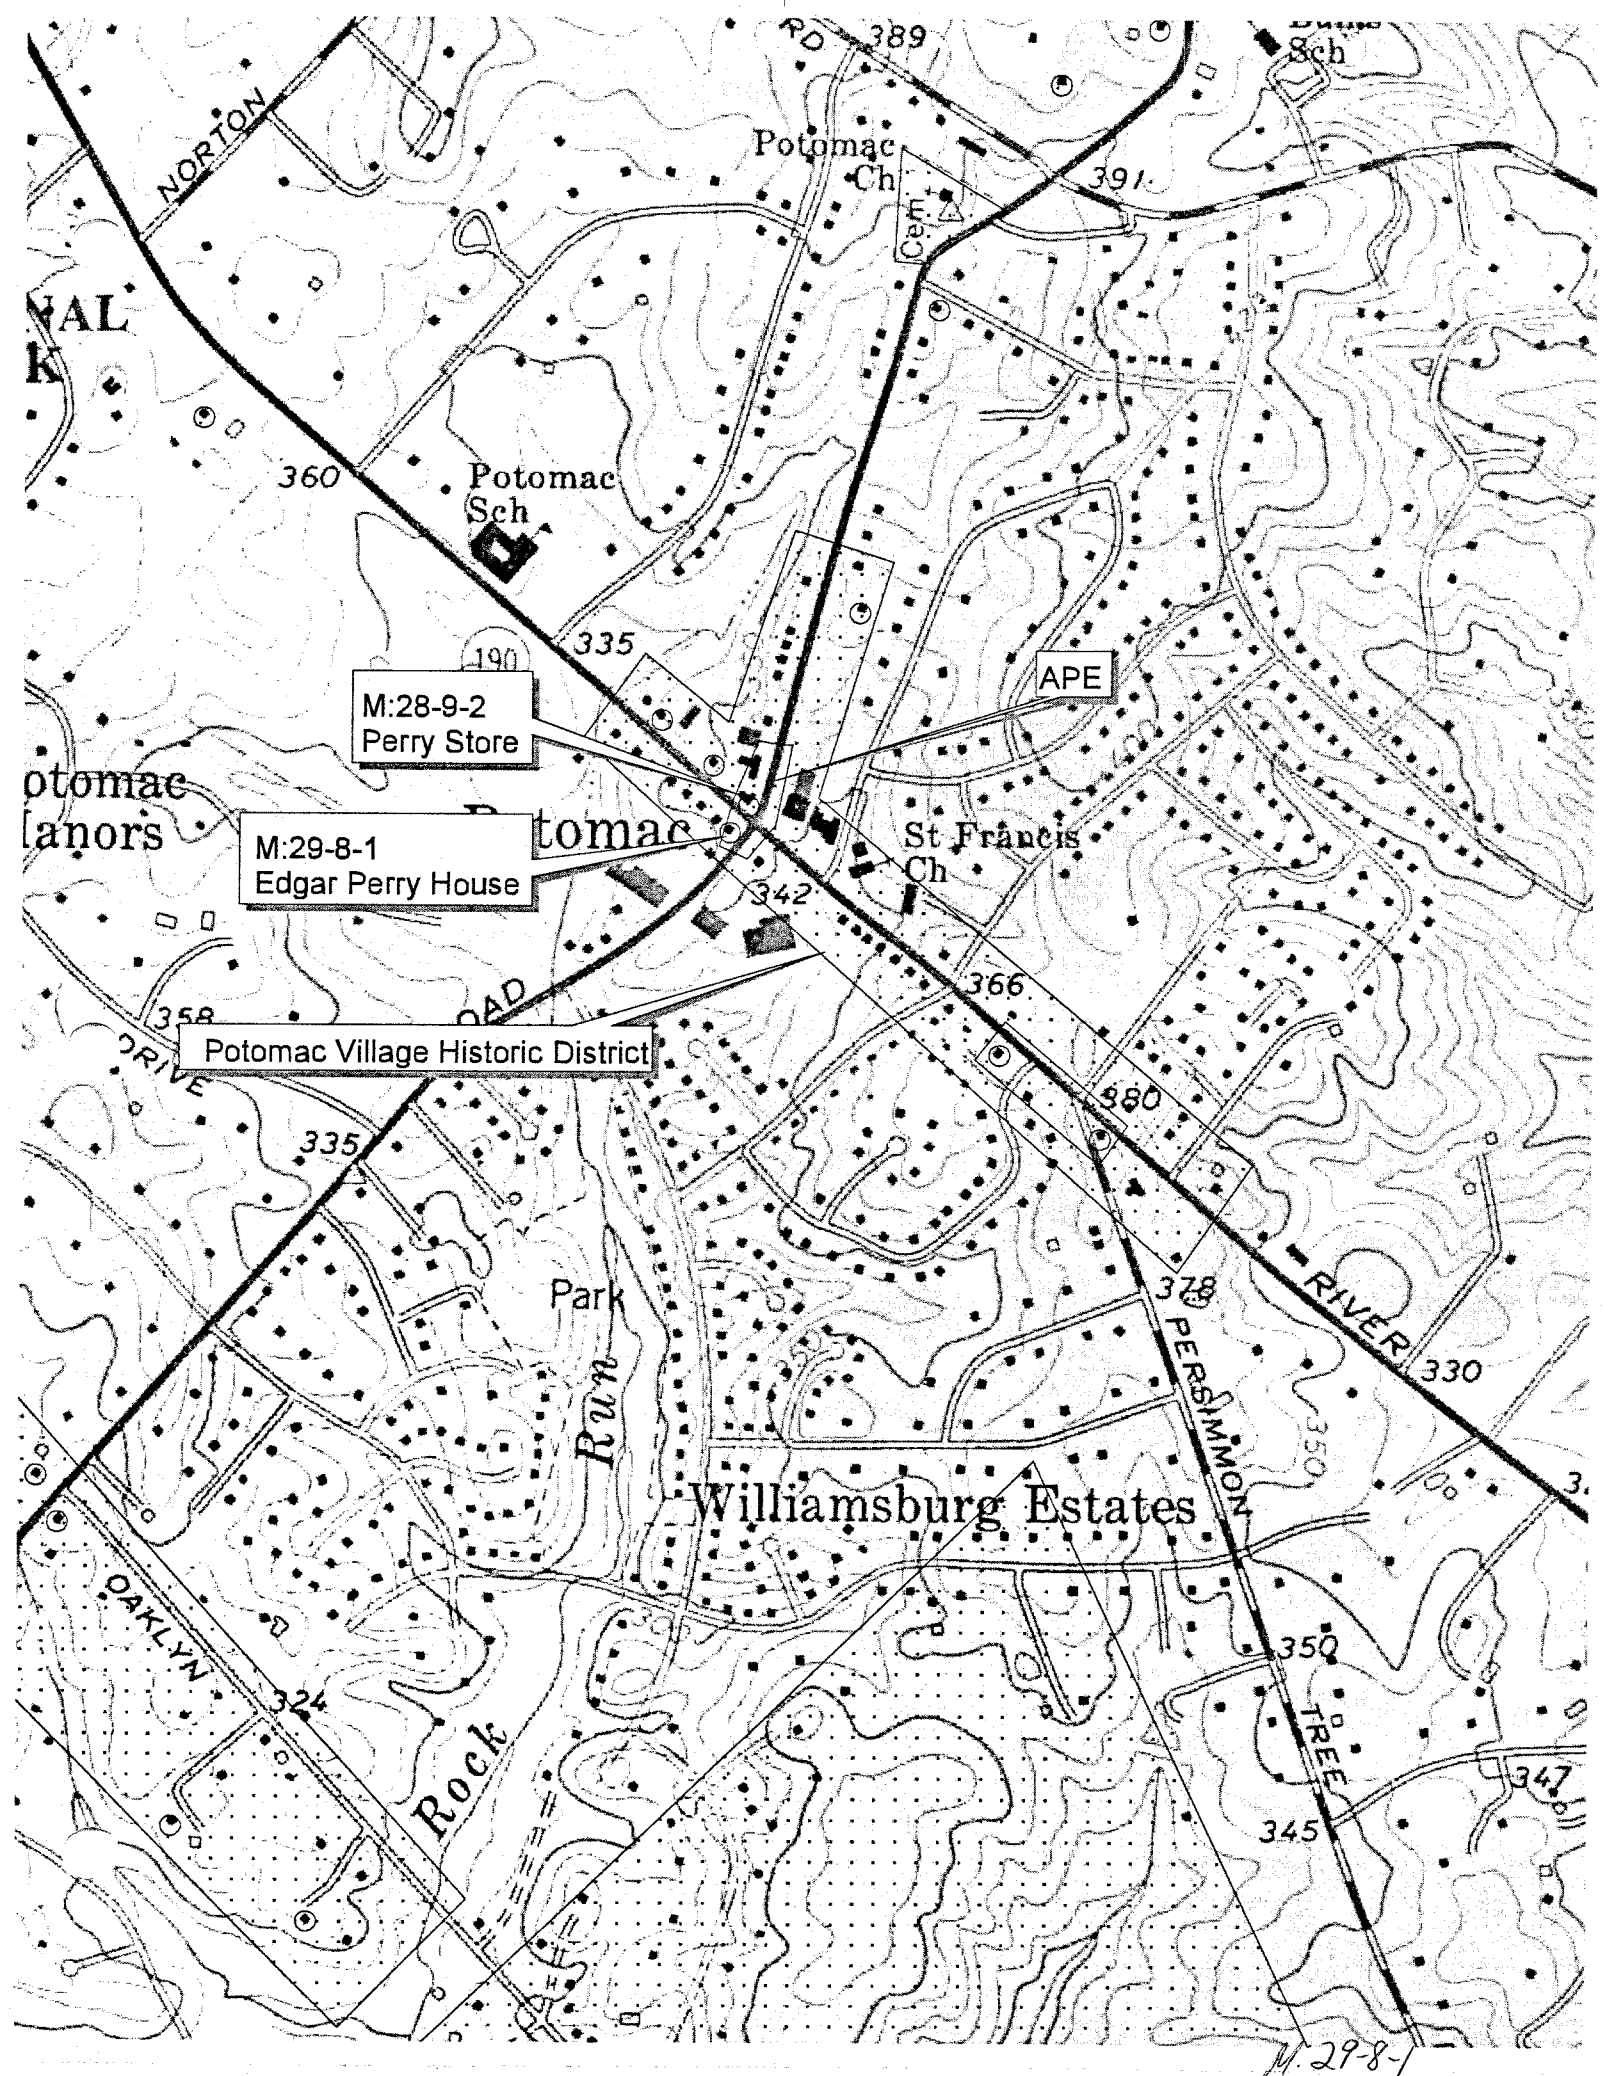 RD
389
Sch
NORTON
Potomac
Ch
391
Cem
NAL
K
360
Potomac
Sch
335
190
APE
M:28-9-2
Perry Store
otomac
anors
tomac
M:29-8-1
Edgar Perry House
St Francis
Ch
342
366
OAD
358
DRIVE
Potomac Village Historic District
380
335
Park
378
RIVER
PERSIMMON
330
350
Run
350
Williamsburg Estates
OAKLYN
350
324
TREE
Rock
347
345
M:29-8-1